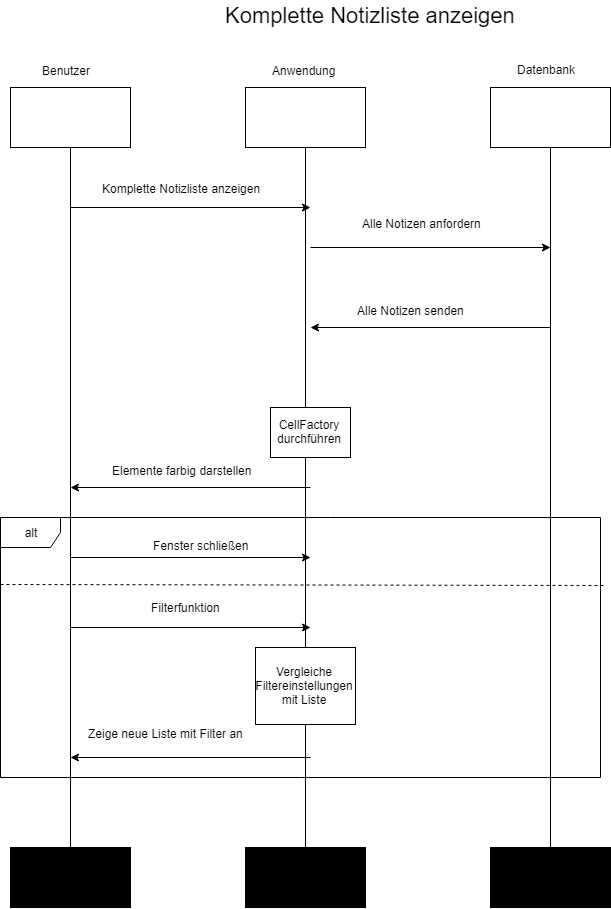 Komplette Notizliste anzeigen
Benutzer
Anwendung
Datenbank
Komplette Notizliste anzeigen
Alle Notizen anfordern
Alle Notizen senden
CellFactory
durchführen
Elemente farbig darstellen
alt
Fenster schließen
Filterfunktion
Vergleiche
Filtereinstellungen
mit Liste
Zeige neue Liste mit Filter an